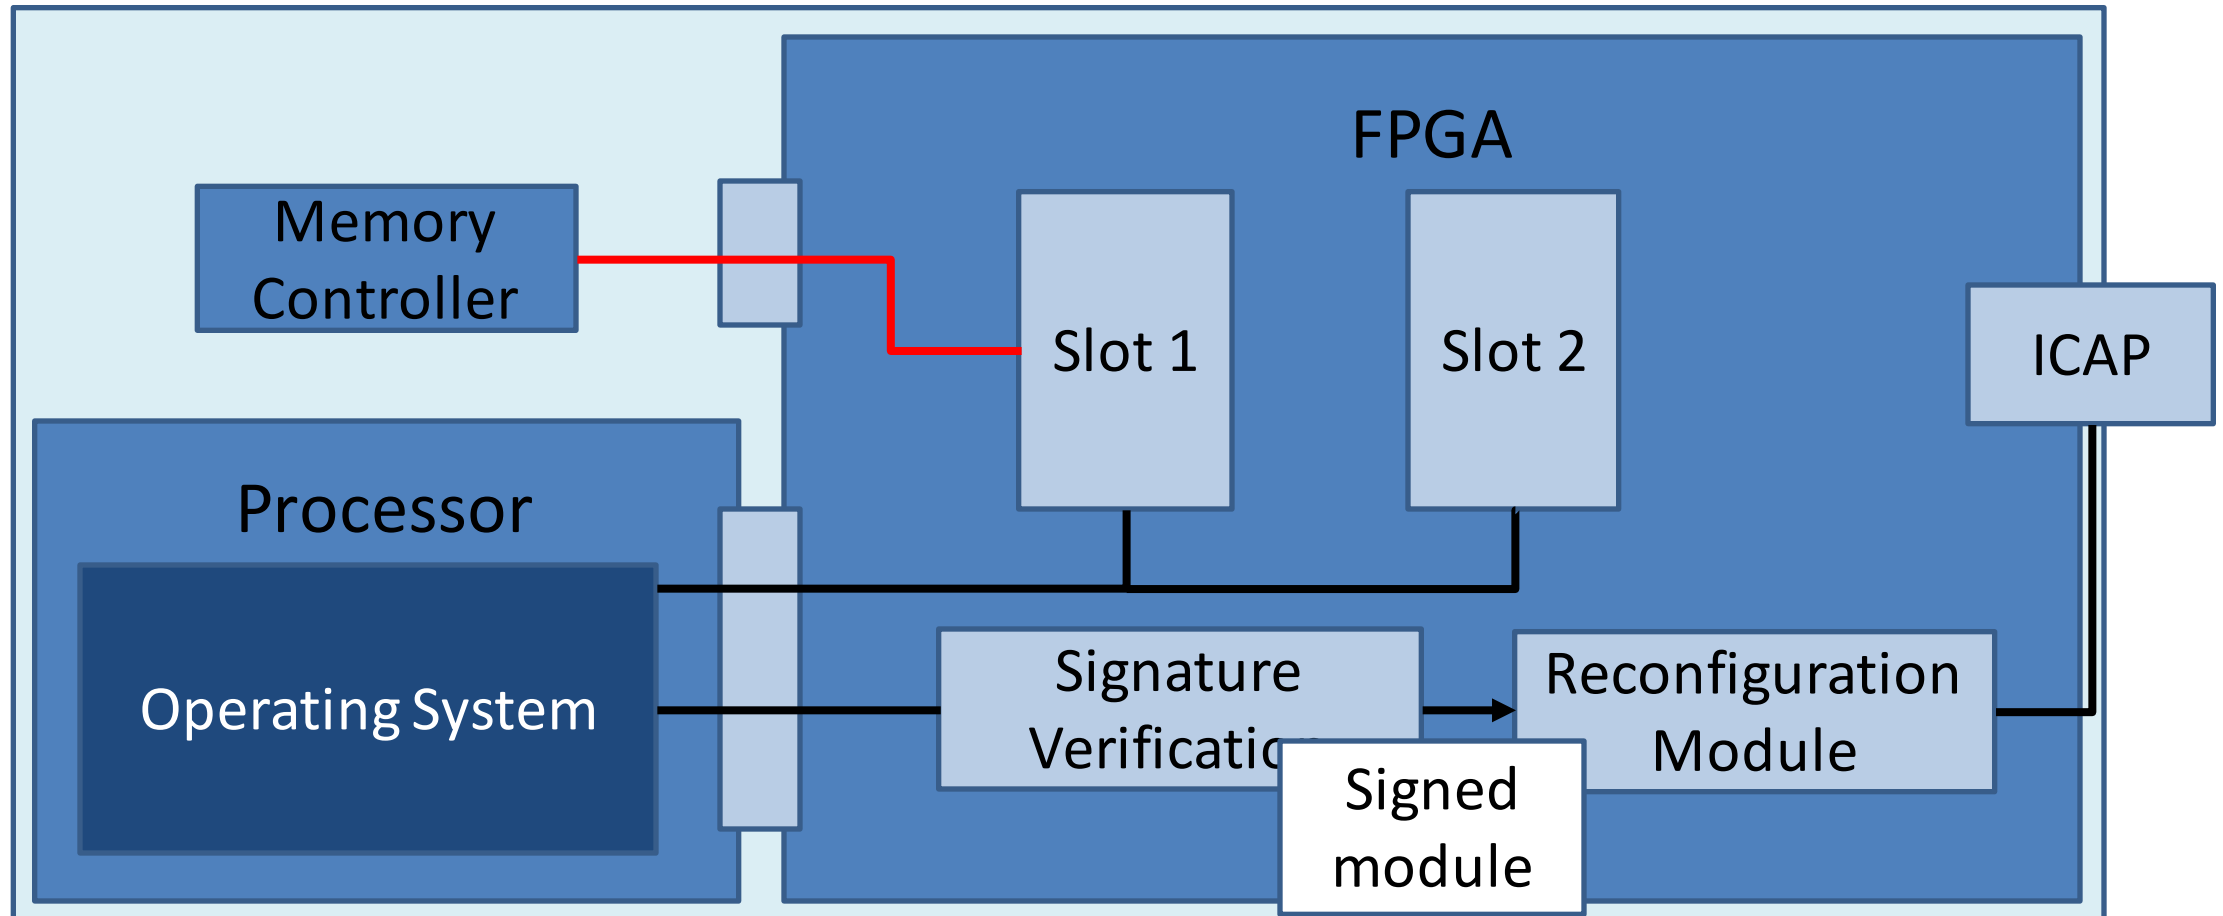 FPGA
Memory
Controller
Slot 1
Slot 2
ICAP
Processor
Operating System
Signature
Reconfiguration
Module
Signed
module